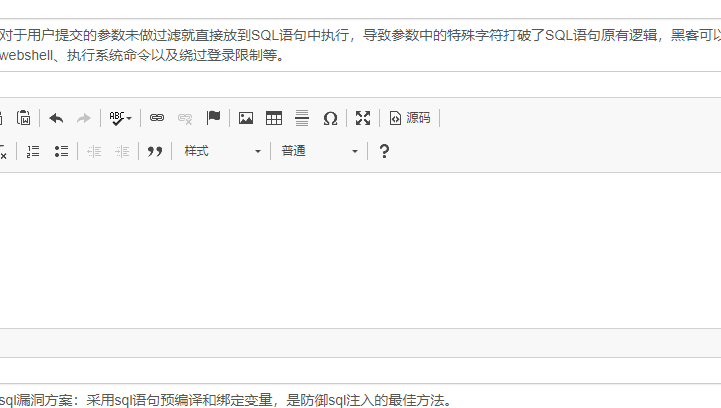 对于用户提交的参数未做过滤就直接放到SQL语句中执行，导致参数中的特殊字符打破了SQL语句原有逻辑，黑客可以
webshell、执行系统命令以及绕过登录限制等。
ABC 源码
样式 普通 ?
sql漏洞方案：采用sql语句预编译和绑定变量，是防御sql注入的最佳方法。